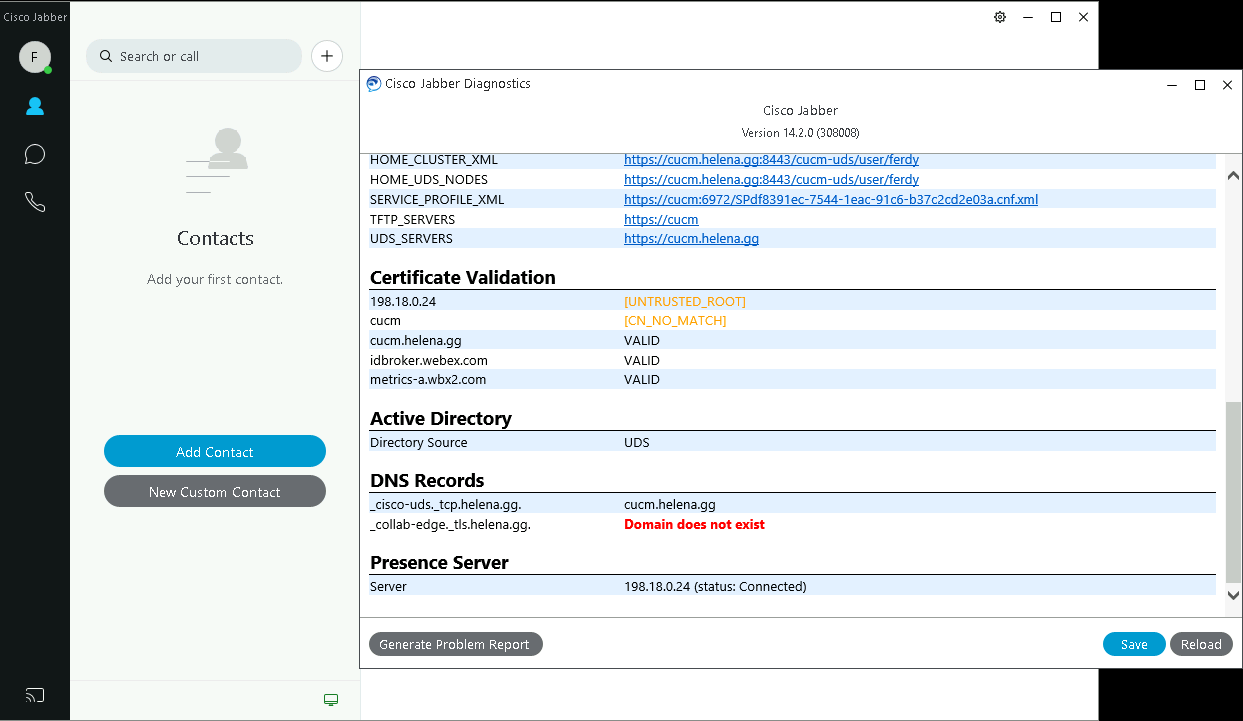 Cisco Jabber
F
Search or call
Contacts
Add your first contact.
Add Contact
New Custom Contact
Cisco Jabber Diagnostics
Cisco Jabber
Version 14.2.0 (308008)
HOME_CLUSTER_XML https://cucm.helena.gg:8443/cucm-uds/user/ferdy
HOME_UDS_NODES https://cucm.helena.gg:8443/cucm-uds/user/ferdy
SERVICE_PROFILE_XML https://cucm:6972/SPdf8391ec-7544-1eac-91c6-b37c2cd2e03a.cnf.xml
TFTP_SERVERS https://cucm
UDS_SERVERS https://cucm.helena.gg
Certificate Validation
198.18.0.24 [UNTRUSTED_ROOT]
cucm [CN_NO_MATCH]
cucm.helena.gg VALID
idbroker.webex.com VALID
metrics-a.wbx2.com VALID
Active Directory
Directory Source UDS
DNS Records
_cisco-uds._tcp.helena.gg. cucm.helena.gg
_collab-edge._tls.helena.gg. Domain does not exist
Presence Server
Server 198.18.0.24 (status: Connected)
Generate Problem Report Save Reload